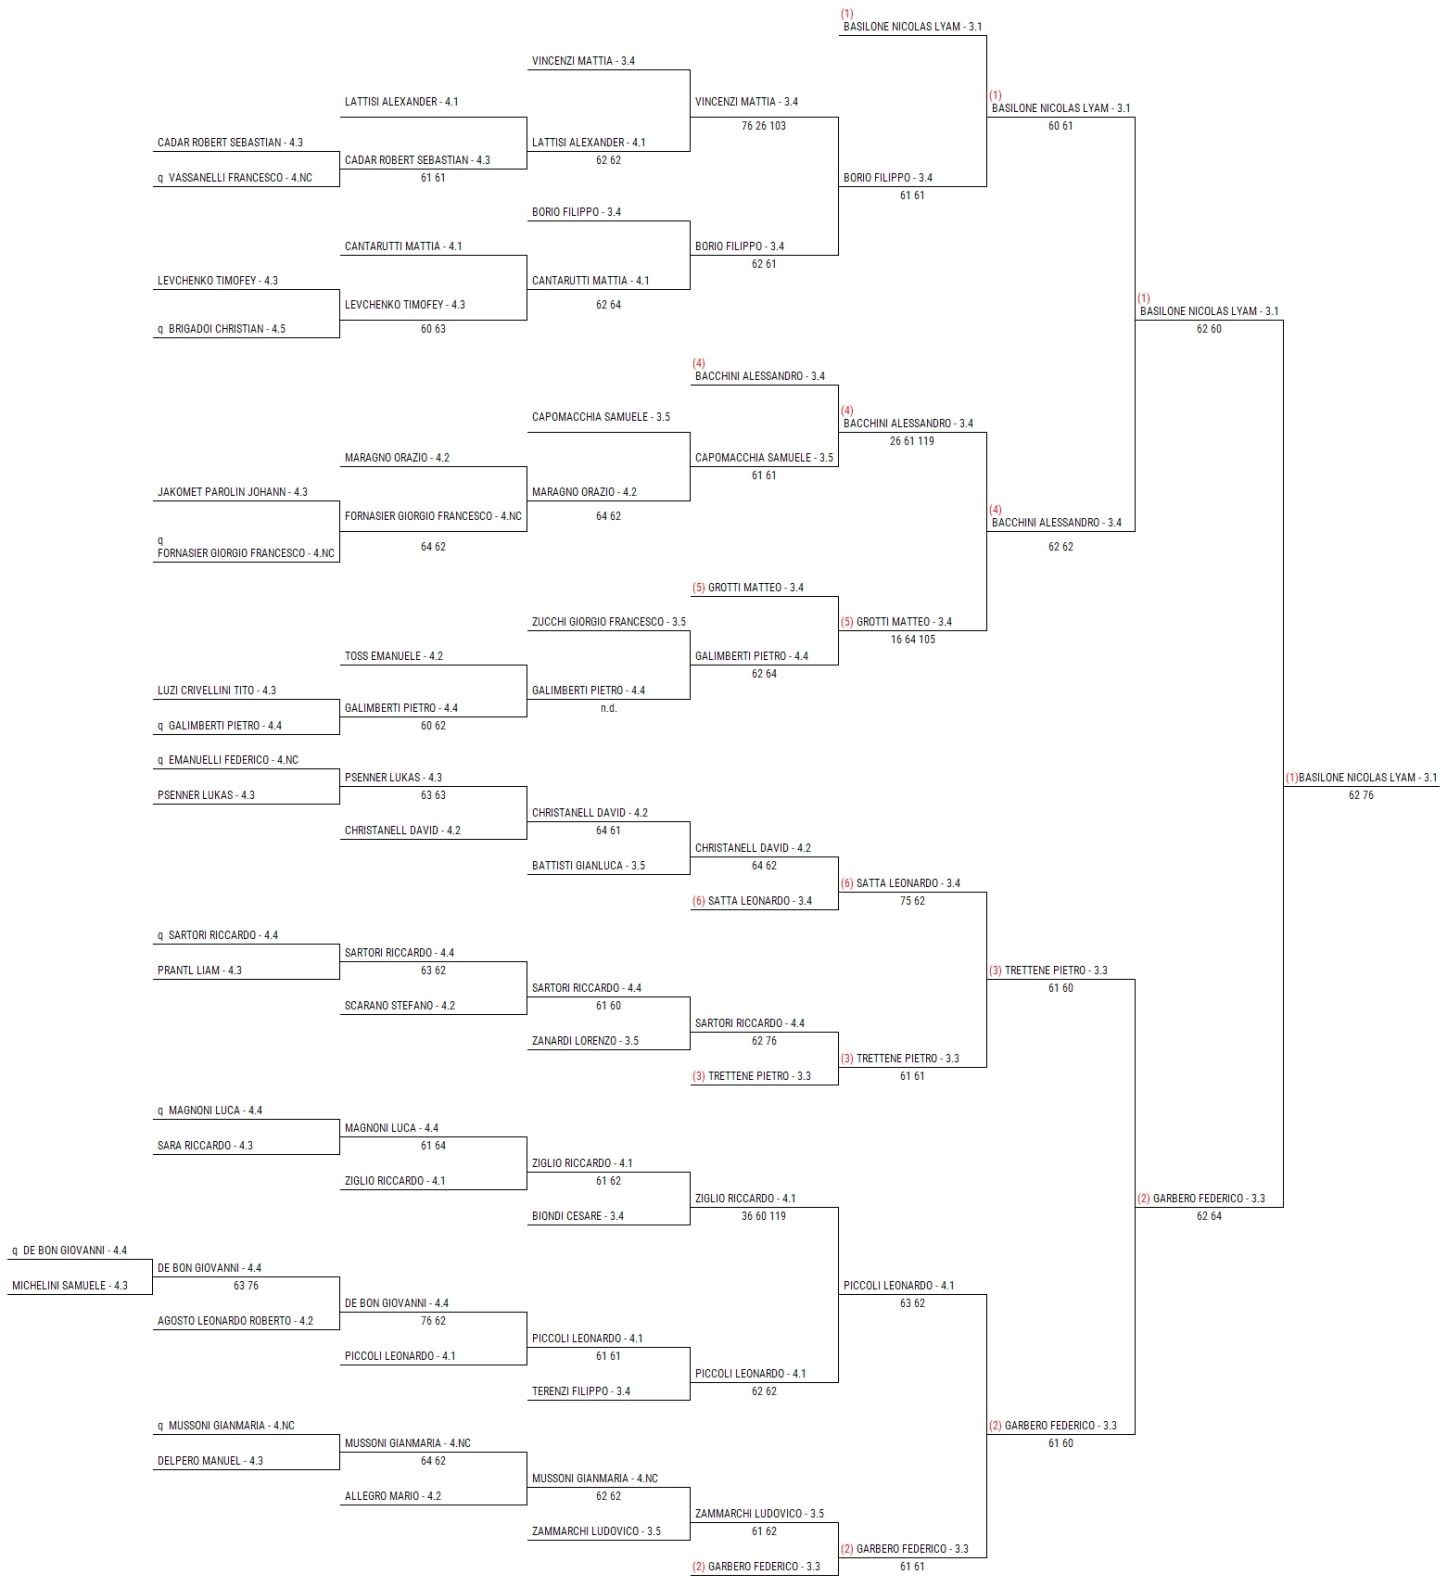 (1)
BASILONE NICOLAS LYAM - 3.1
VINCENZI MATTIA - 3.4
LATTISI ALEXANDER - 4.1
VINCENZI MATTIA - 3.4
76 26 103
(1)
BASILONE NICOLAS LYAM - 3.1
60 61
CADAR ROBERT SEBASTIAN - 4.3
LATTISI ALEXANDER - 4.1
62 62
CADAR ROBERT SEBASTIAN - 4.3
61 61
q VASSANELLI FRANCESCO - 4.NC
BORIO FILIPPO - 3.4
61 61
BORIO FILIPPO - 3.4
CANTARUTTI MATTIA - 4.1
BORIO FILIPPO - 3.4
62 61
LEVCHENKO TIMOFEY - 4.3
CANTARUTTI MATTIA - 4.1
62 64
LEVCHENKO TIMOFEY - 4.3
60 63
q BRIGADOI CHRISTIAN - 4.5
(1)
BASILONE NICOLAS LYAM - 3.1
62 60
(4)
BACCHINI ALESSANDRO - 3.4
CAPOMACCHIA SAMUELE - 3.5
(4)
BACCHINI ALESSANDRO - 3.4
26 61 119
MARAGNO ORAZIO - 4.2
CAPOMACCHIA SAMUELE - 3.5
61 61
JAKOMET PAROLIN JOHANN - 4.3
MARAGNO ORAZIO - 4.2
64 62
FORNASIER GIORGIO FRANCESCO - 4.NC
64 62
q
FORNASIER GIORGIO FRANCESCO - 4.NC
(4)
BACCHINI ALESSANDRO - 3.4
62 62
(5) GROTTI MATTEO - 3.4
ZUCCHI GIORGIO FRANCESCO - 3.5
(5) GROTTI MATTEO - 3.4
16 64 105
TOSS EMANUELE - 4.2
GALIMBERTI PIETRO - 4.4
62 64
LUZI CRIVELLINI TITO - 4.3
GALIMBERTI PIETRO - 4.4
n.d.
GALIMBERTI PIETRO - 4.4
60 62
q GALIMBERTI PIETRO - 4.4
q EMANUELLI FEDERICO - 4.NC
PSENNER LUKAS - 4.3
63 63
(1)BASILONE NICOLAS LYAM - 3.1
62 76
PSENNER LUKAS - 4.3
CHRISTANELL DAVID - 4.2
64 61
CHRISTANELL DAVID - 4.2
CHRISTANELL DAVID - 4.2
64 62
BATTISTI GIANLUCA - 3.5
(6) SATTA LEONARDO - 3.4
75 62
(6) SATTA LEONARDO - 3.4
q SARTORI RICCARDO - 4.4
SARTORI RICCARDO - 4.4
63 62
PRANTL LIAM - 4.3
(3) TRETTENE PIETRO - 3.3
61 60
SARTORI RICCARDO - 4.4
61 60
SCARANO STEFANO - 4.2
SARTORI RICCARDO - 4.4
62 76
ZANARDI LORENZO - 3.5
(3) TRETTENE PIETRO - 3.3
61 61
(3) TRETTENE PIETRO - 3.3
q MAGNONI LUCA - 4.4
MAGNONI LUCA - 4.4
61 64
SARA RICCARDO - 4.3
ZIGLIO RICCARDO - 4.1
61 62
ZIGLIO RICCARDO - 4.1
ZIGLIO RICCARDO - 4.1
36 60 119
(2) GARBERO FEDERICO - 3.3
62 64
BIONDI CESARE - 3.4
q DE BON GIOVANNI - 4.4
DE BON GIOVANNI - 4.4
63 76
MICHELINI SAMUELE - 4.3
PICCOLI LEONARDO - 4.1
63 62
DE BON GIOVANNI - 4.4
76 62
AGOSTO LEONARDO ROBERTO - 4.2
PICCOLI LEONARDO - 4.1
61 61
PICCOLI LEONARDO - 4.1
PICCOLI LEONARDO - 4.1
62 62
TERENZI FILIPPO - 3.4
q MUSSONI GIANMARIA - 4.NC
(2) GARBERO FEDERICO - 3.3
61 60
MUSSONI GIANMARIA - 4.NC
64 62
DELPERO MANUEL - 4.3
MUSSONI GIANMARIA - 4.NC
62 62
ALLEGRO MARIO - 4.2
ZAMMARCHI LUDOVICO - 3.5
61 62
ZAMMARCHI LUDOVICO - 3.5
(2) GARBERO FEDERICO - 3.3
61 61
(2) GARBERO FEDERICO - 3.3